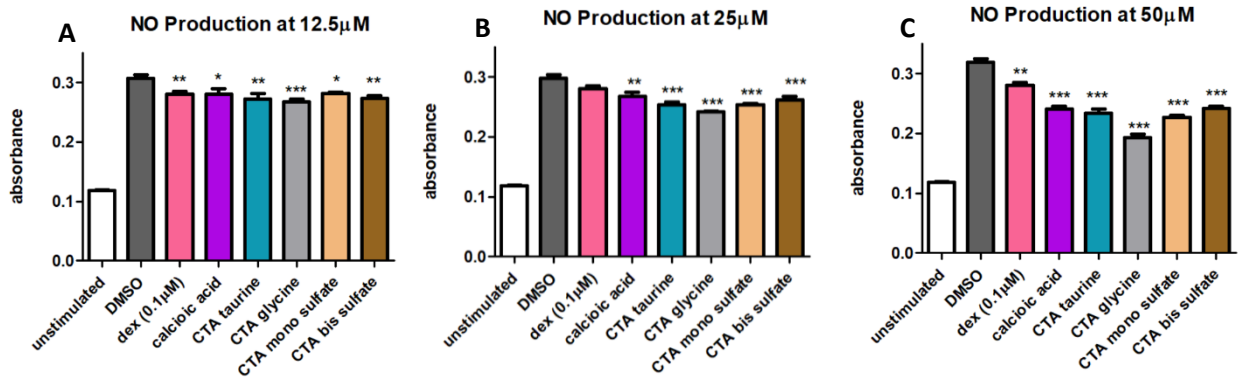 A
NO Production at 12.5μM
absorbance
0.3
0.2
0.1
0.0
** * ** *** * **
unstimulated
DMSO
dex (0.1μM)
calcioic acid
CTA taurine
CTA glycine
CTA mono sulfate
CTA bis sulfate
B
NO Production at 25μM
absorbance
0.3
0.2
0.1
0.0
** *** *** *** ***
unstimulated
DMSO
dex (0.1μM)
calcioic acid
CTA taurine
CTA glycine
CTA mono sulfate
CTA bis sulfate
C
NO Production at 50μM
absorbance
0.3
0.2
0.1
0.0
** *** *** *** *** ***
unstimulated
DMSO
dex (0.1μM)
calcioic acid
CTA taurine
CTA glycine
CTA mono sulfate
CTA bis sulfate